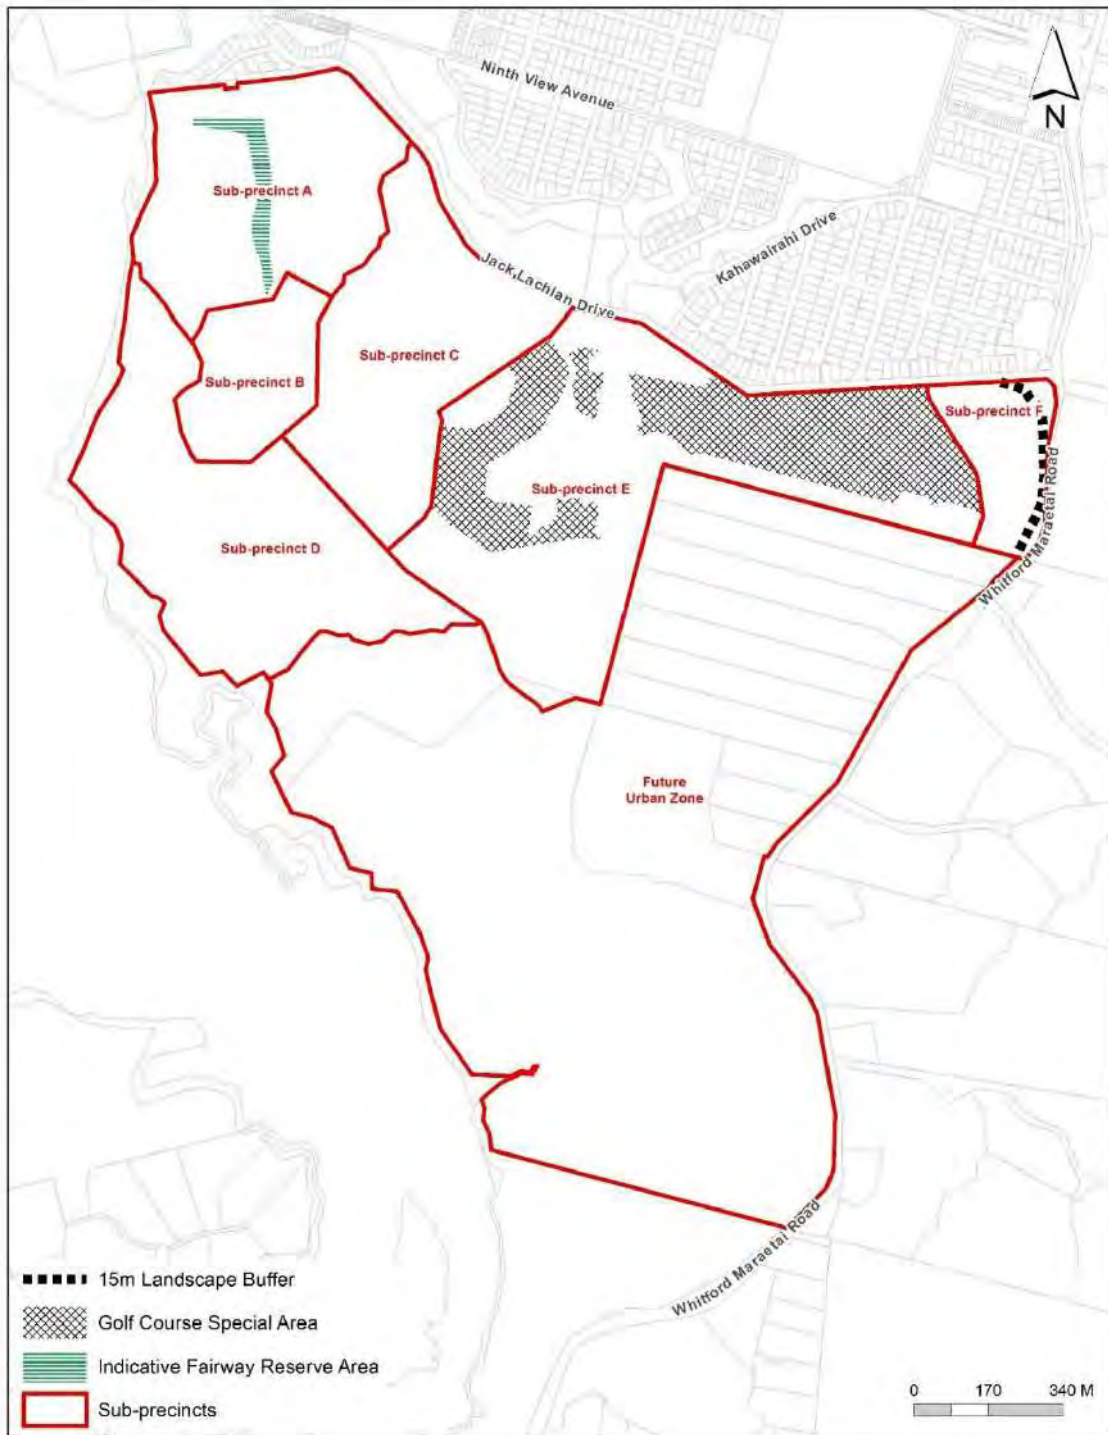 Ninth View Avenue
N
Sub-precinct A
Kahawairahi Drive
Jack Lachlan Drive
Sub-precinct C
Sub-precinct B
Sub-precinct F
Sub-precinct E
Whitford Maraetai Road
Sub-precinct D
Future
Urban Zone
Whitford Maraetai Road
15m Landscape Buffer
Golf Course Special Area
Indicative Fairway Reserve Area
Sub-precincts
0 170 340 M